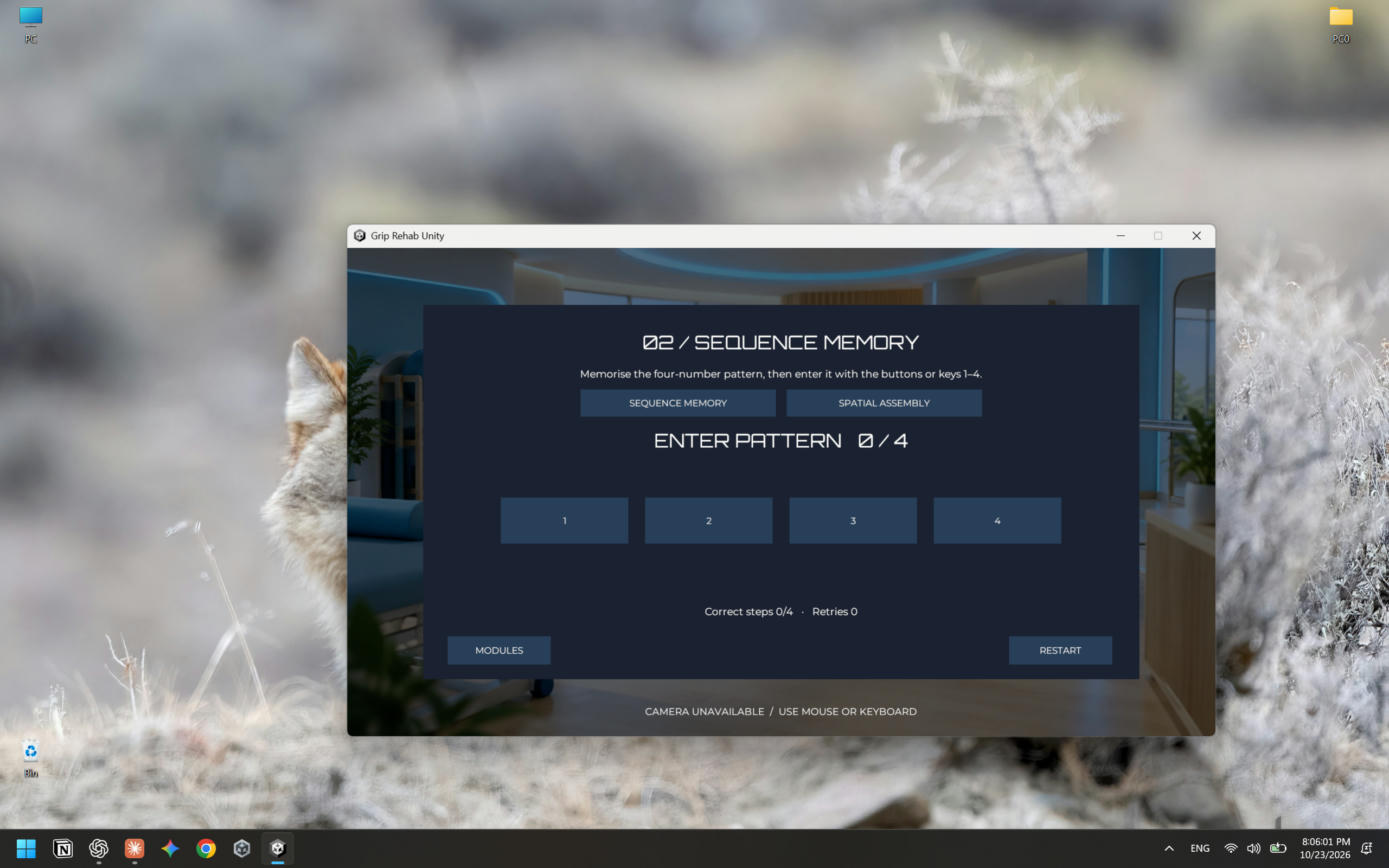 PC
PC0
Grip Rehab Unity
02 / SEQUENCE MEMORY
Memorise the four-number pattern, then enter it with the buttons or keys 1–4.
SEQUENCE MEMORY
SPATIAL ASSEMBLY
ENTER PATTERN 0 / 4
1
2
3
4
Correct steps 0/4 · Retries 0
MODULES
RESTART
CAMERA UNAVAILABLE / USE MOUSE OR KEYBOARD
Bin
ENG
8:06:01 PM
10/23/2026